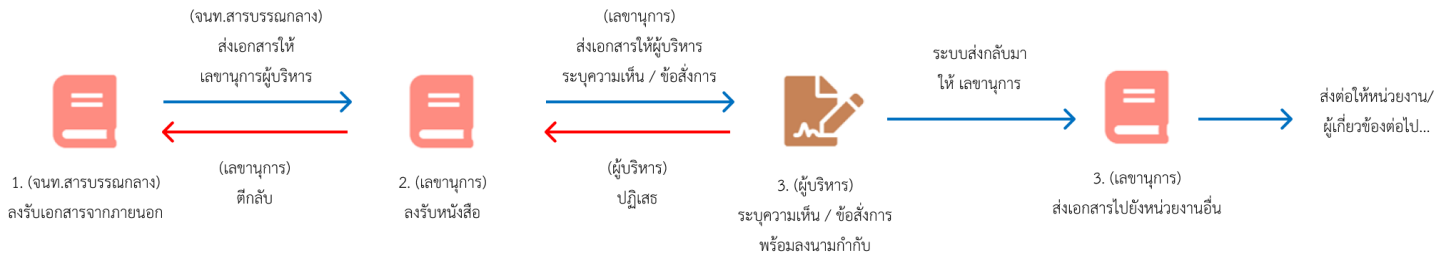 (จนท.สารบรรณกลาง)
ส่งเอกสารให้
เลขานุการผู้บริหาร
(เลขานุการ)
ส่งเอกสารให้ผู้บริหาร
ระบุความเห็น / ข้อสั่งการ
ระบบส่งกลับมา
ให้ เลขานุการ
ส่งต่อให้หน่วยงาน/
ผู้เกี่ยวข้องต่อไป...
1. (จนท.สารบรรณกลาง)
ลงรับเอกสารจากภายนอก
(เลขานุการ)
ตีกลับ
2. (เลขานุการ)
ลงรับหนังสือ
(ผู้บริหาร)
ปฏิเสธ
3. (ผู้บริหาร)
ระบุความเห็น / ข้อสั่งการ
พร้อมลงนามกำกับ
3. (เลขานุการ)
ส่งเอกสารไปยังหน่วยงานอื่น